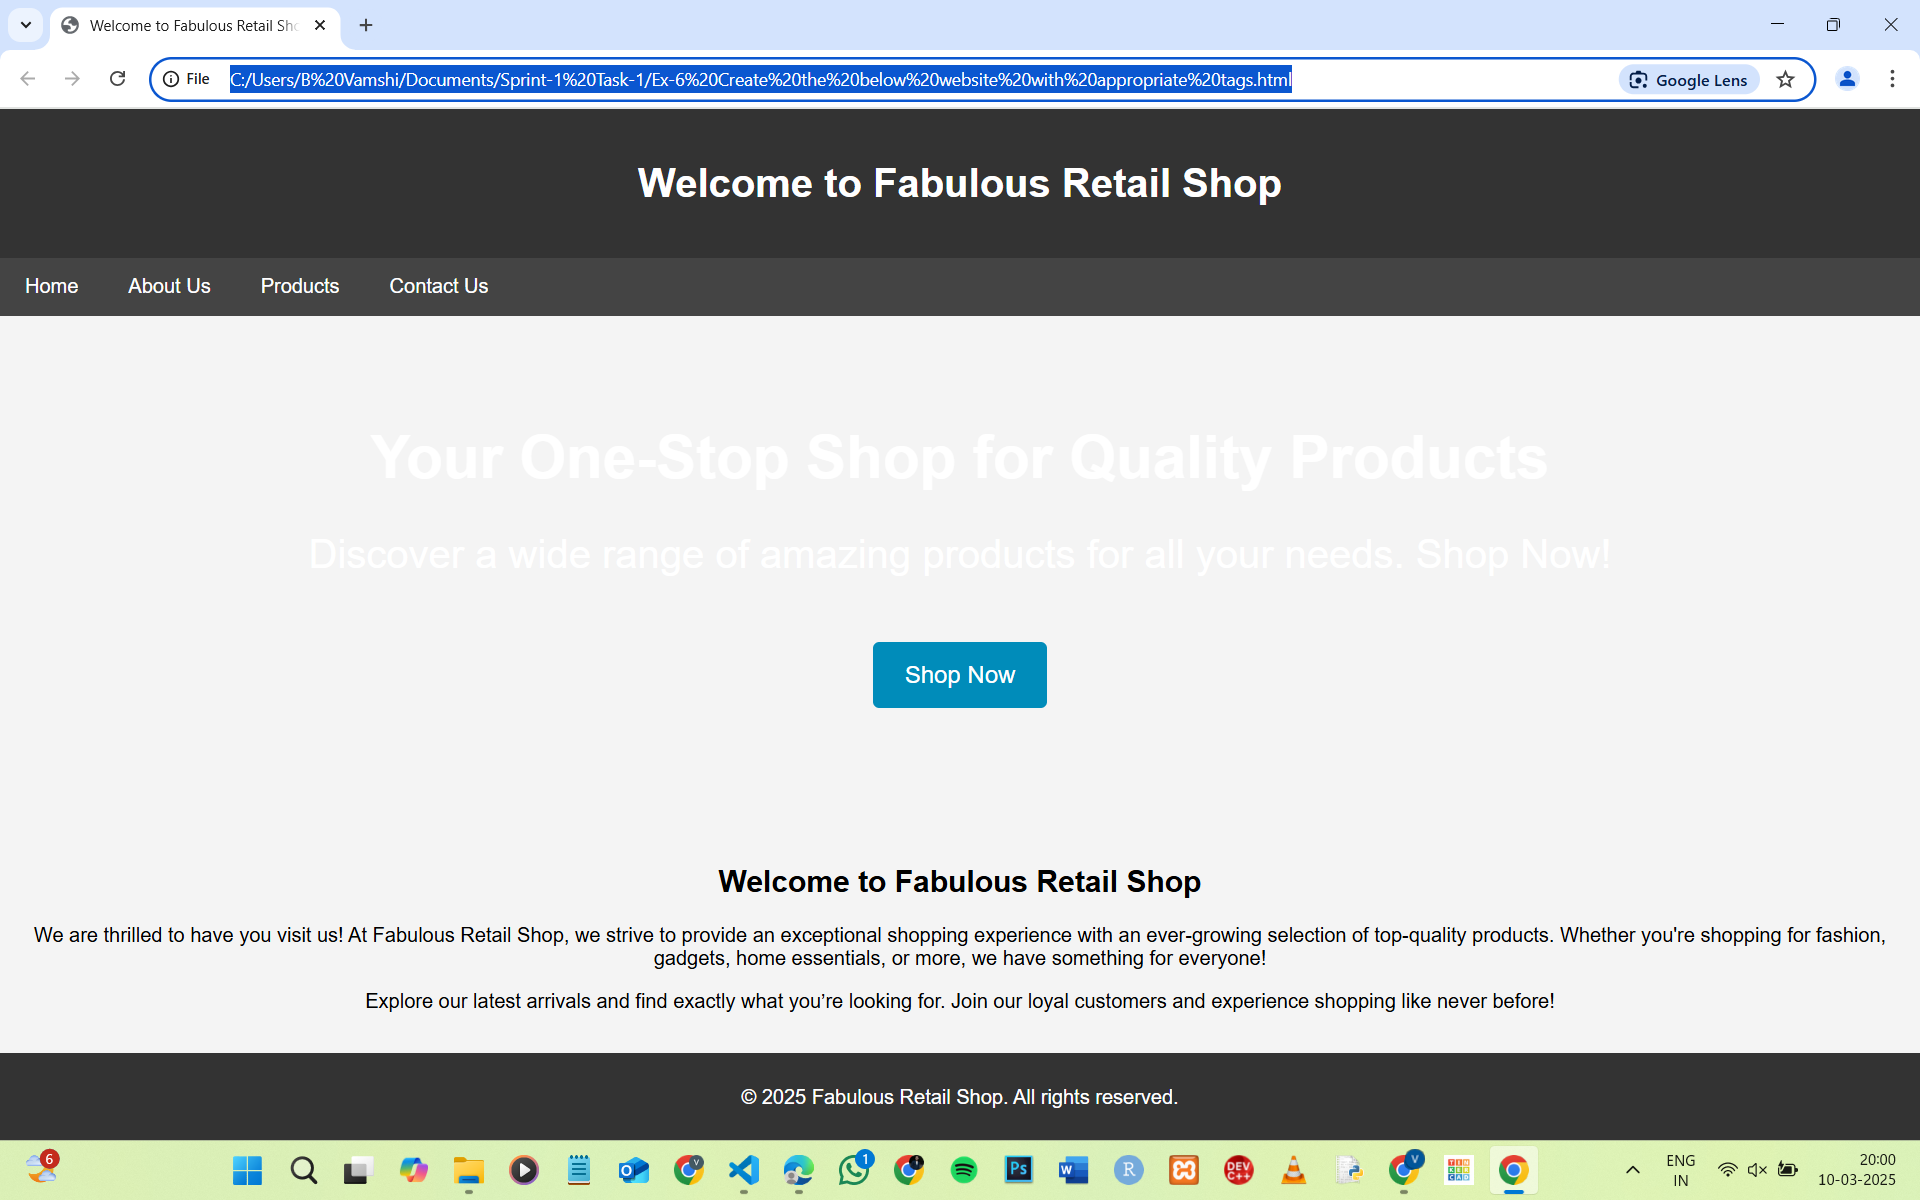 Welcome to Fabulous Retail Sho
File
C:/Users/B%20Vamshi/Documents/Sprint-1%20Task-1/Ex-6%20Create%20the%20below%20website%20with%20appropriate%20tags.html
Google Lens
Welcome to Fabulous Retail Shop
Home
About Us
Products
Contact Us
Your One-Stop Shop for Quality Products
Discover a wide range of amazing products for all your needs. Shop Now!
Shop Now
Welcome to Fabulous Retail Shop
We are thrilled to have you visit us! At Fabulous Retail Shop, we strive to provide an exceptional shopping experience with an ever-growing selection of top-quality products. Whether you're shopping for fashion,
gadgets, home essentials, or more, we have something for everyone!
Explore our latest arrivals and find exactly what you’re looking for. Join our loyal customers and experience shopping like never before!
© 2025 Fabulous Retail Shop. All rights reserved.
6
V
1
Ps
W
R
DEV
C++
V
TIN
KER
CAD
ENG
IN
20:00
10-03-2025